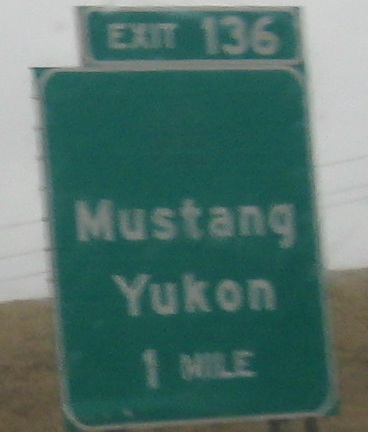 EXIT 136
Mustang
Yukon
1 MILE